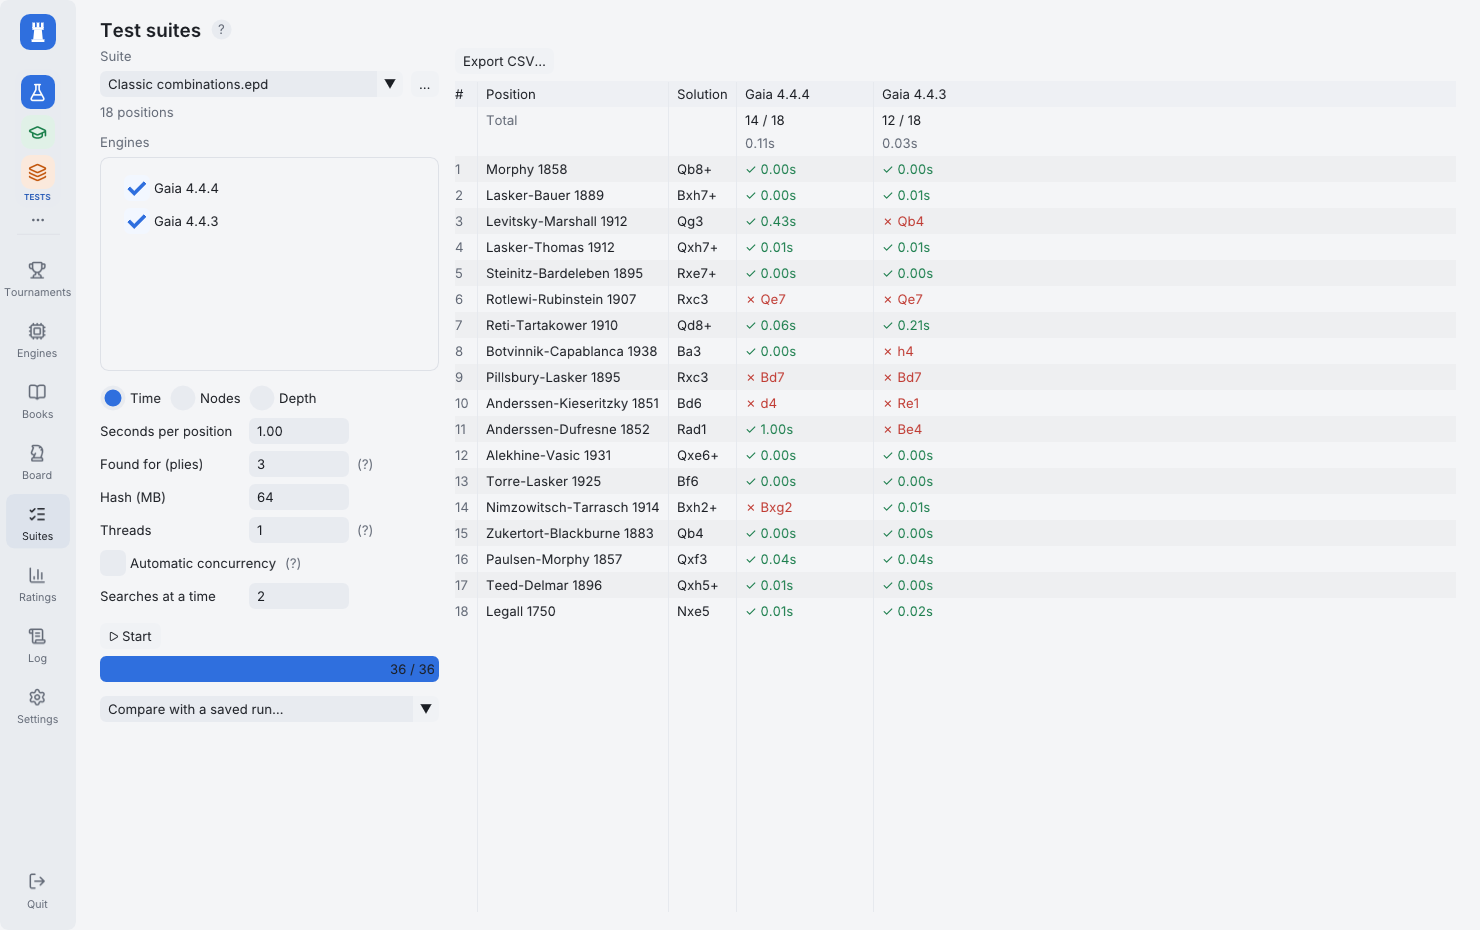 Test suites ?
Suite
Classic combinations.epd ...
18 positions
Engines
Gaia 4.4.4
Gaia 4.4.3
Time Nodes Depth
Seconds per position 1.00
Found for (plies) 3 (?)
Hash (MB) 64
Threads 1 (?)
Automatic concurrency (?)
Searches at a time 2
Start
36 / 36
Compare with a saved run...
TESTS
...
Tournaments
Engines
Books
Board
Suites
Ratings
Log
Settings
Quit
Export CSV...
# Position Solution Gaia 4.4.4 Gaia 4.4.3
Total 14 / 18 12 / 18
0.11s 0.03s
1 Morphy 1858 Qb8+ ✓ 0.00s ✓ 0.00s
2 Lasker-Bauer 1889 Bxh7+ ✓ 0.00s ✓ 0.01s
3 Levitsky-Marshall 1912 Qg3 ✓ 0.43s × Qb4
4 Lasker-Thomas 1912 Qxh7+ ✓ 0.01s ✓ 0.01s
5 Steinitz-Bardeleben 1895 Rxe7+ ✓ 0.00s ✓ 0.00s
6 Rotlewi-Rubinstein 1907 Rxc3 × Qe7 × Qe7
7 Reti-Tartakower 1910 Qd8+ ✓ 0.06s ✓ 0.21s
8 Botvinnik-Capablanca 1938 Ba3 ✓ 0.00s × h4
9 Pillsbury-Lasker 1895 Rxc3 × Bd7 × Bd7
10 Anderssen-Kieseritzky 1851 Bd6 × d4 × Re1
11 Anderssen-Dufresne 1852 Rad1 ✓ 1.00s × Be4
12 Alekhine-Vasic 1931 Qxe6+ ✓ 0.00s ✓ 0.00s
13 Torre-Lasker 1925 Bf6 ✓ 0.00s ✓ 0.00s
14 Nimzowitsch-Tarrasch 1914 Bxh2+ × Bxg2 ✓ 0.01s
15 Zukertort-Blackburne 1883 Qb4 ✓ 0.00s ✓ 0.00s
16 Paulsen-Morphy 1857 Qxf3 ✓ 0.04s ✓ 0.04s
17 Teed-Delmar 1896 Qxh5+ ✓ 0.01s ✓ 0.00s
18 Legall 1750 Nxe5 ✓ 0.01s ✓ 0.02s